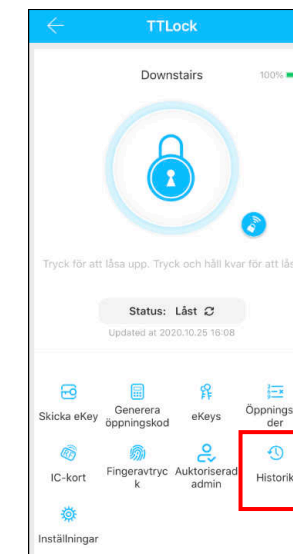 TTLock
Downstairs 100%
Tryck för att låsa upp. Tryck och håll kvar för att lås
Status: Låst
Updated at 2020.10.25 16:08
Skicka eKey
Generera
öppningskod
eKeys
Öppnings
der
IC-kort
Fingeravtryc
k
Auktoriserad
admin
Historik
Inställningar